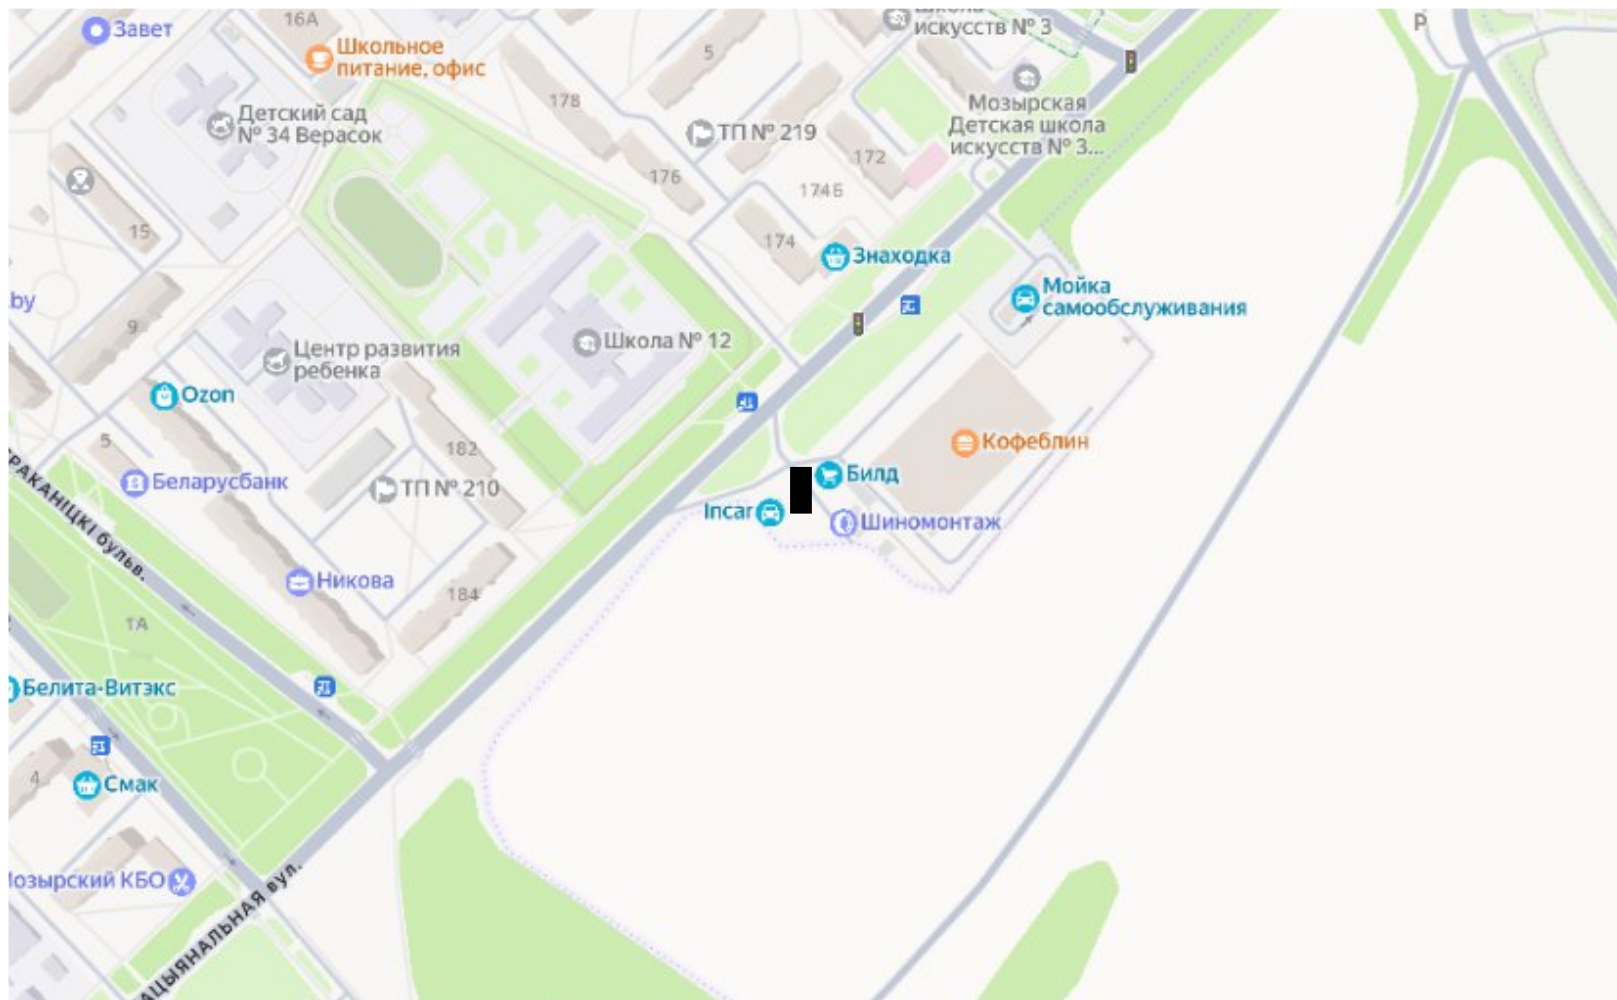 16А
Завет
Школьное
питание, офис
5
искусств № 3
P
178
Детский сад
№ 34 Верасок
ТП № 219
Мозырская
Детская школа
искусств № 3...
172
176
174Б
15
174
Знаходка
by
Мойка
самообслуживания
9
Школа № 12
Центр развития
ребенка
Ozon
5
182
Кофеблин
Беларусбанк
ТП № 210
Билд
Incar
Шиномонтаж
РАКАНІЦКІ бульв.
Никова
184
1А
Белита-Витэкс
4
Смак
озырский КБО
АЦЫЯНАЛЬНАЯ вул.